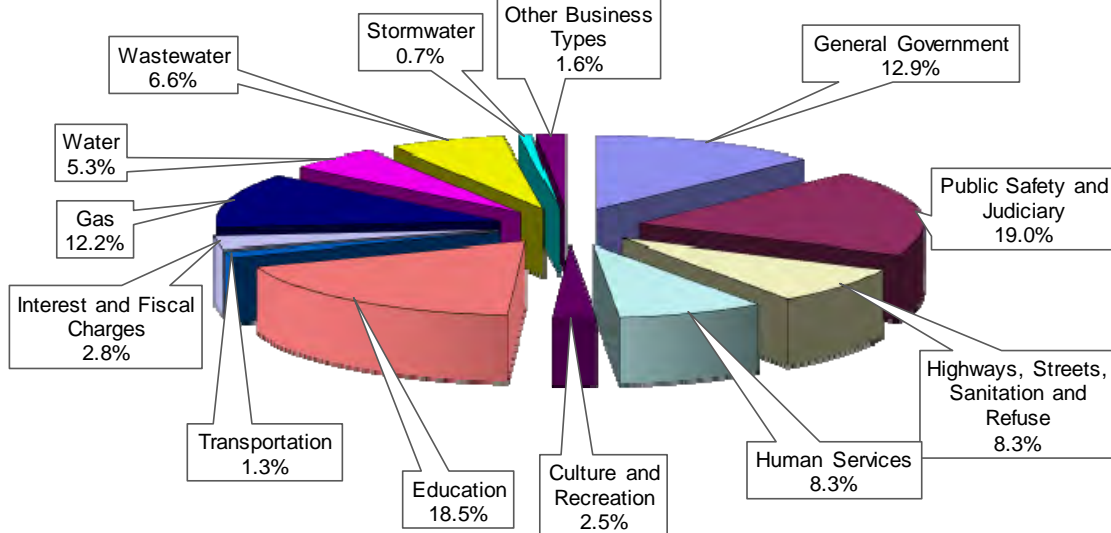 Other Business
Types
1.6%
Stormwater
0.7%
General Government
12.9%
Wastewater
6.6%
Water
5.3%
Public Safety and
Judiciary
19.0%
Gas
12.2%
Interest and Fiscal
Charges
2.8%
Highways, Streets,
Sanitation and
Refuse
8.3%
Transportation
1.3%
Human Services
8.3%
Culture and
Recreation
2.5%
Education
18.5%